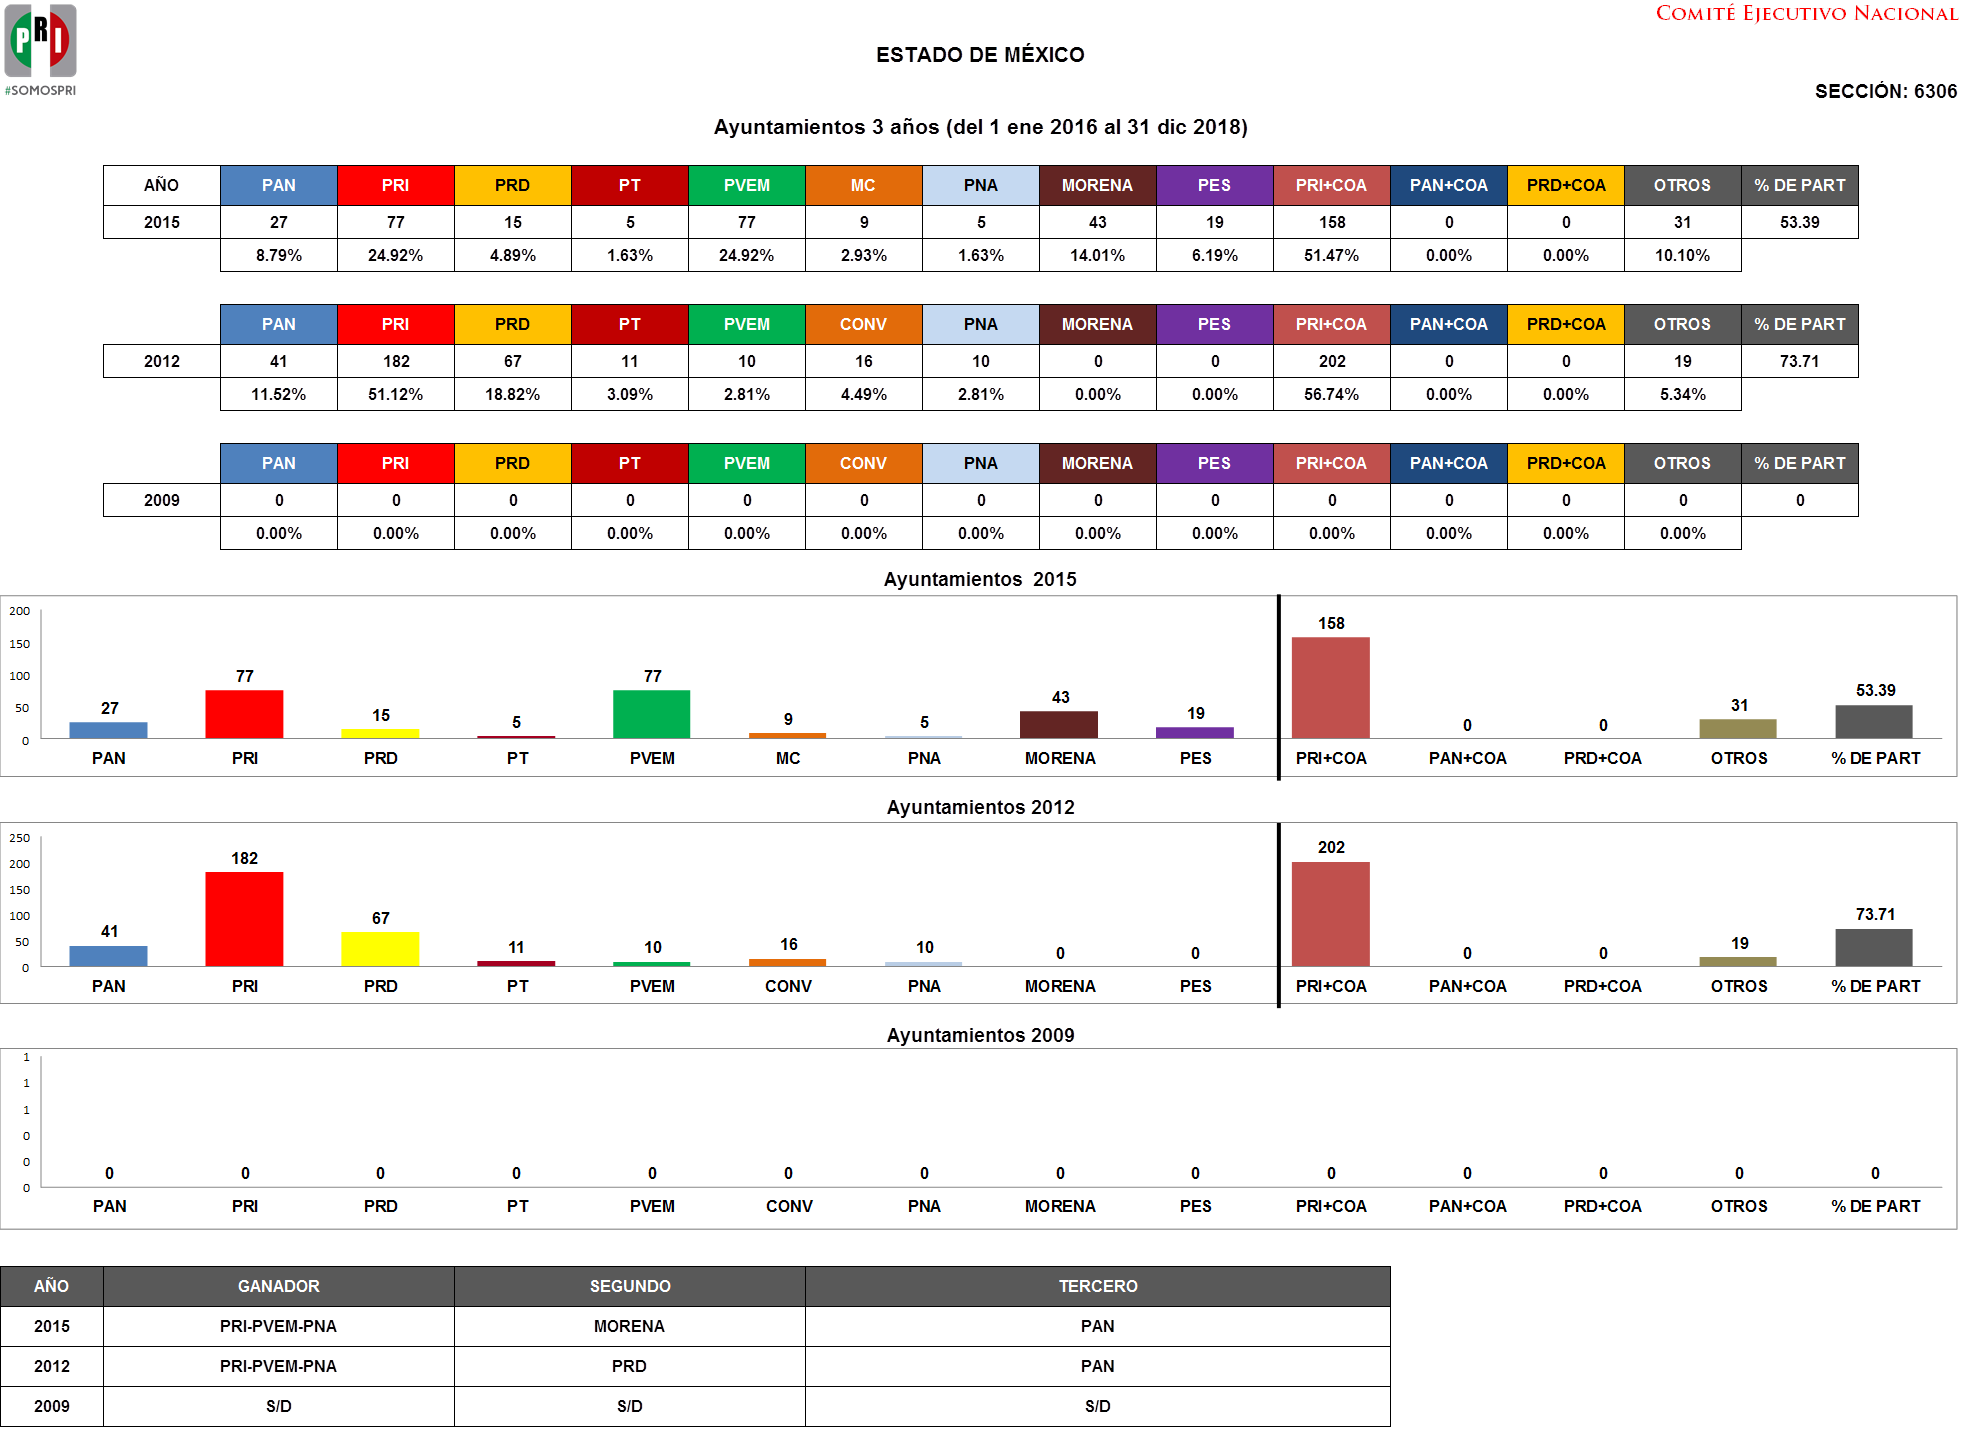 PRI
#SOMOSPRI
COMITÉ EJECUTIVO NACIONAL
ESTADO DE MÉXICO
SECCIÓN: 6306
Ayuntamientos 3 años (del 1 ene 2016 al 31 dic 2018)
AÑO PAN PRI PRD PT PVEM MC PNA MORENA PES PRI+COA PAN+COA PRD+COA OTROS % DE PART
2015 27 77 15 5 77 9 5 43 19 158 0 0 31 53.39
8.79% 24.92% 4.89% 1.63% 24.92% 2.93% 1.63% 14.01% 6.19% 51.47% 0.00% 0.00% 10.10%
PAN PRI PRD PT PVEM CONV PNA MORENA PES PRI+COA PAN+COA PRD+COA OTROS % DE PART
2012 41 182 67 11 10 16 10 0 0 202 0 0 19 73.71
11.52% 51.12% 18.82% 3.09% 2.81% 4.49% 2.81% 0.00% 0.00% 56.74% 0.00% 0.00% 5.34%
PAN PRI PRD PT PVEM CONV PNA MORENA PES PRI+COA PAN+COA PRD+COA OTROS % DE PART
2009 0 0 0 0 0 0 0 0 0 0 0 0 0 0
0.00% 0.00% 0.00% 0.00% 0.00% 0.00% 0.00% 0.00% 0.00% 0.00% 0.00% 0.00% 0.00%
Ayuntamientos 2015
200
150
100
50
0
27 77 15 5 77 9 5 43 19 158 0 0 31 53.39
PAN PRI PRD PT PVEM MC PNA MORENA PES PRI+COA PAN+COA PRD+COA OTROS % DE PART
Ayuntamientos 2012
250
200
150
100
50
0
41 182 67 11 10 16 10 0 0 202 0 0 19 73.71
PAN PRI PRD PT PVEM CONV PNA MORENA PES PRI+COA PAN+COA PRD+COA OTROS % DE PART
Ayuntamientos 2009
1
1
1
0
0
0
0 0 0 0 0 0 0 0 0 0 0 0 0 0
PAN PRI PRD PT PVEM CONV PNA MORENA PES PRI+COA PAN+COA PRD+COA OTROS % DE PART
AÑO GANADOR SEGUNDO TERCERO
2015 PRI-PVEM-PNA MORENA PAN
2012 PRI-PVEM-PNA PRD PAN
2009 S/D S/D S/D